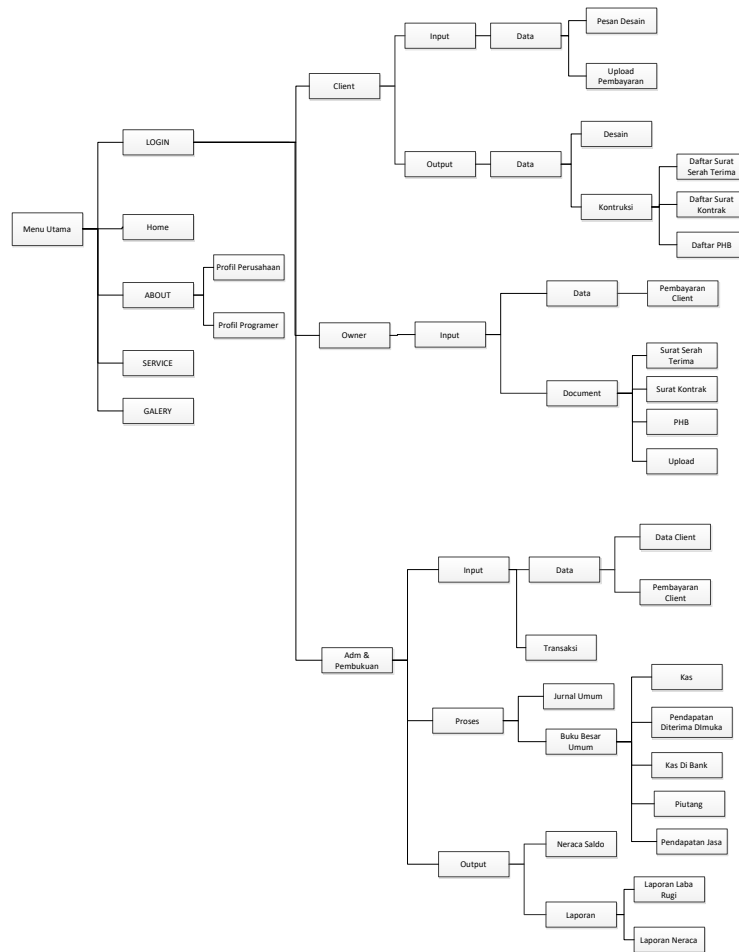 Menu Utama
LOGIN
Home
ABOUT
Profil Perusahaan
Profil Programer
SERVICE
GALERY
Client
Input
Data
Pesan Desain
Upload
Pembayaran
Output
Data
Desain
Kontruksi
Daftar Surat
Serah Terima
Daftar Surat
Kontrak
Daftar PHB
Owner
Input
Data
Pembayaran
Client
Document
Surat Serah
Terima
Surat Kontrak
PHB
Upload
Adm &
Pembukuan
Input
Data
Data Client
Pembayaran
Client
Transaksi
Proses
Jurnal Umum
Buku Besar
Umum
Kas
Pendapatan
Diterima DImuka
Kas Di Bank
Piutang
Pendapatan Jasa
Output
Neraca Saldo
Laporan
Laporan Laba
Rugi
Laporan Neraca